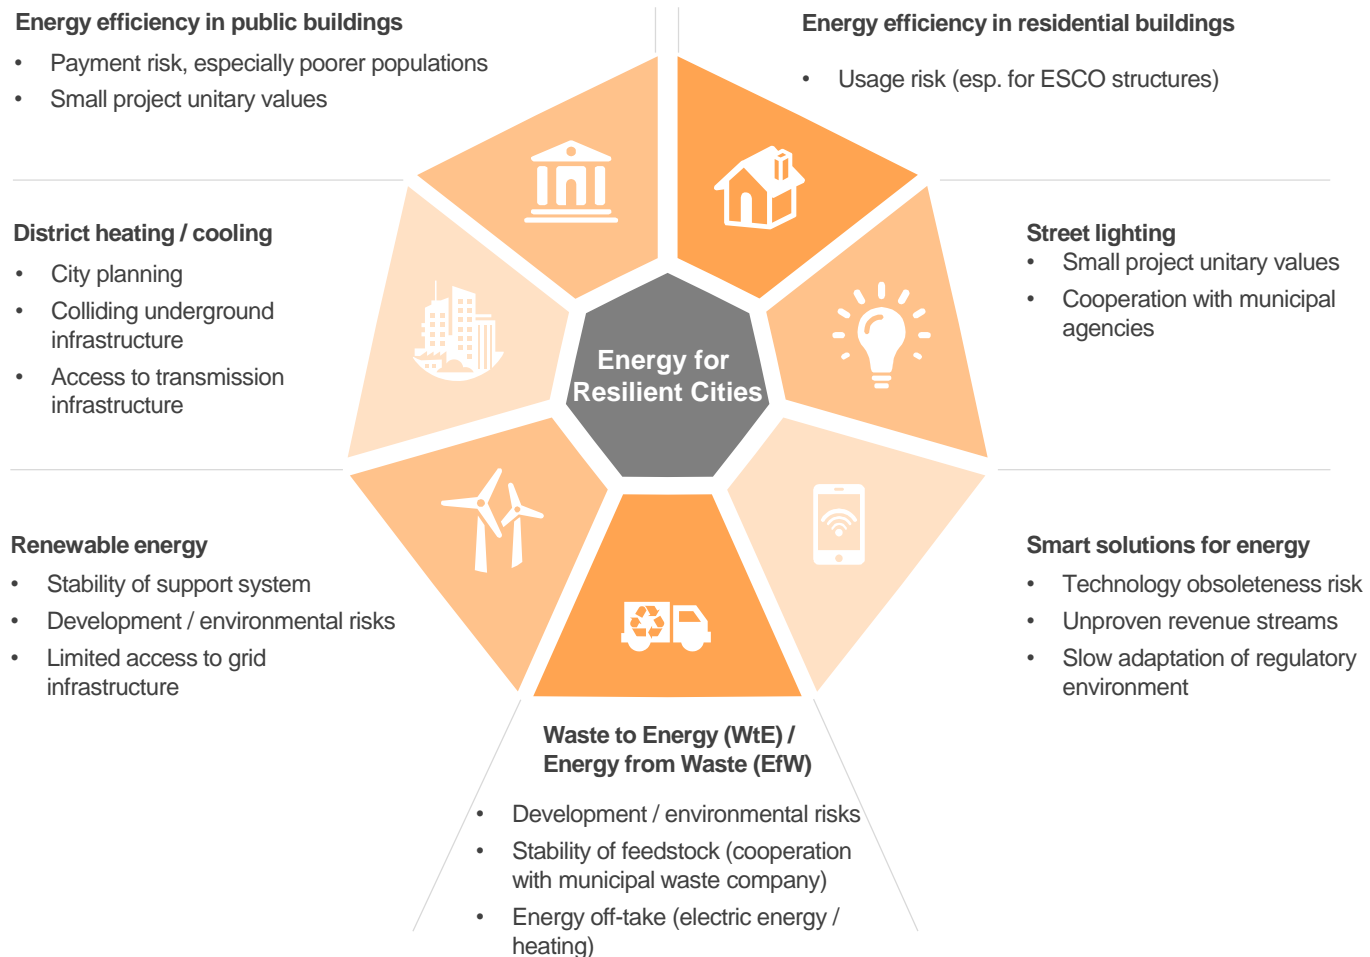 Energy efficiency in public buildings
• Payment risk, especially poorer populations
• Small project unitary values
Energy efficiency in residential buildings
• Usage risk (esp. for ESCO structures)
District heating / cooling
• City planning
• Colliding underground
infrastructure
• Access to transmission
infrastructure
Energy for
Resilient Cities
Street lighting
• Small project unitary values
• Cooperation with municipal
agencies
Renewable energy
• Stability of support system
• Development / environmental risks
• Limited access to grid
infrastructure
Smart solutions for energy
• Technology obsoleteness risk
• Unproven revenue streams
• Slow adaptation of regulatory
environment
Waste to Energy (WtE) /
Energy from Waste (EfW)
• Development / environmental risks
• Stability of feedstock (cooperation
with municipal waste company)
• Energy off-take (electric energy /
heating)